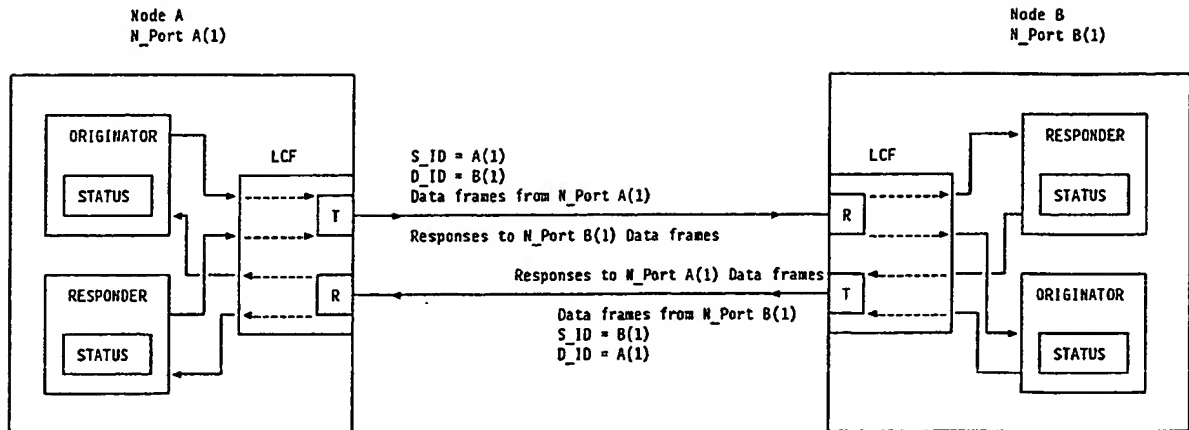 Node A
N_Port A(1)
Node B
N_Port B(1)
ORIGINATOR
STATUS
RESPONDER
STATUS
LCF
T
R
S_ID = A(1)
D_ID = B(1)
Data frames from N_Port A(1)
Responses to N_Port B(1) Data frames
Responses to N_Port A(1) Data frames
Data frames from N_Port B(1)
S_ID = B(1)
D_ID = A(1)
LCF
R
T
RESPONDER
STATUS
ORIGINATOR
STATUS